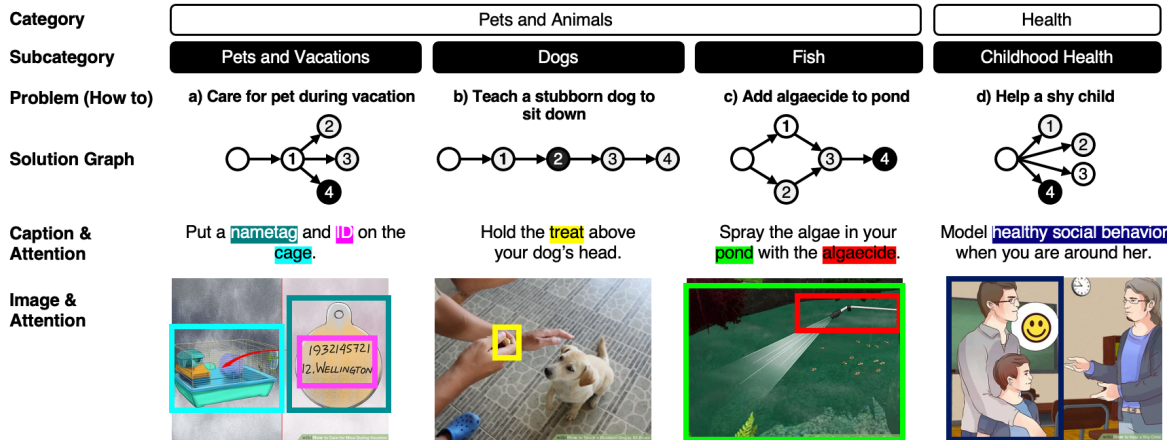 Category
Pets and Animals
Health
Subcategory
Pets and Vacations
Dogs
Fish
Childhood Health
Problem (How to)
a) Care for pet during vacation
b) Teach a stubborn dog to
sit down
c) Add algaecide to pond
d) Help a shy child
Solution Graph
1 2 3 4
1 2 3 4
1 2 3 4
1 2 3 4
Caption &
Attention
Put a nametag and ID on the
cage.
Hold the treat above
your dog's head.
Spray the algae in your
pond with the algaecide.
Model healthy social behavior
when you are around her.
Image &
Attention
1932145721
12.WELLINGTON